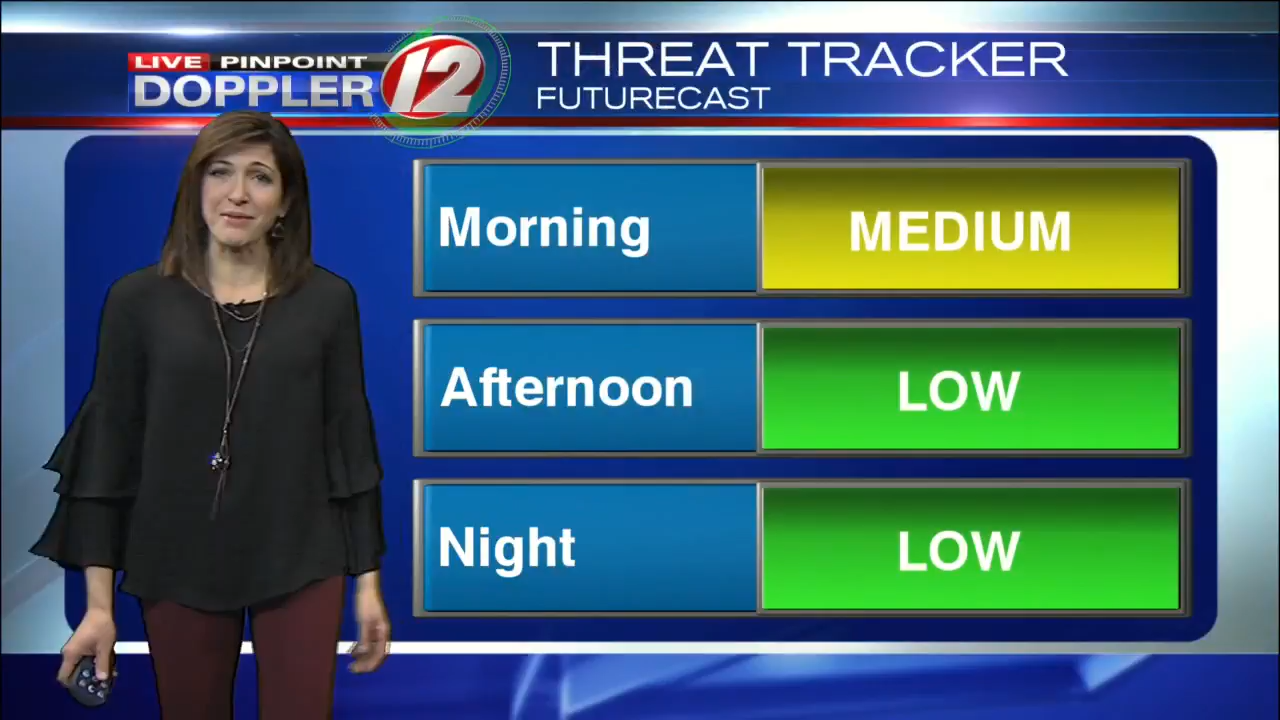 LIVE PINPOINT
DOPPLER 12
THREAT TRACKER
FUTURECAST
Morning MEDIUM
Afternoon LOW
Night LOW